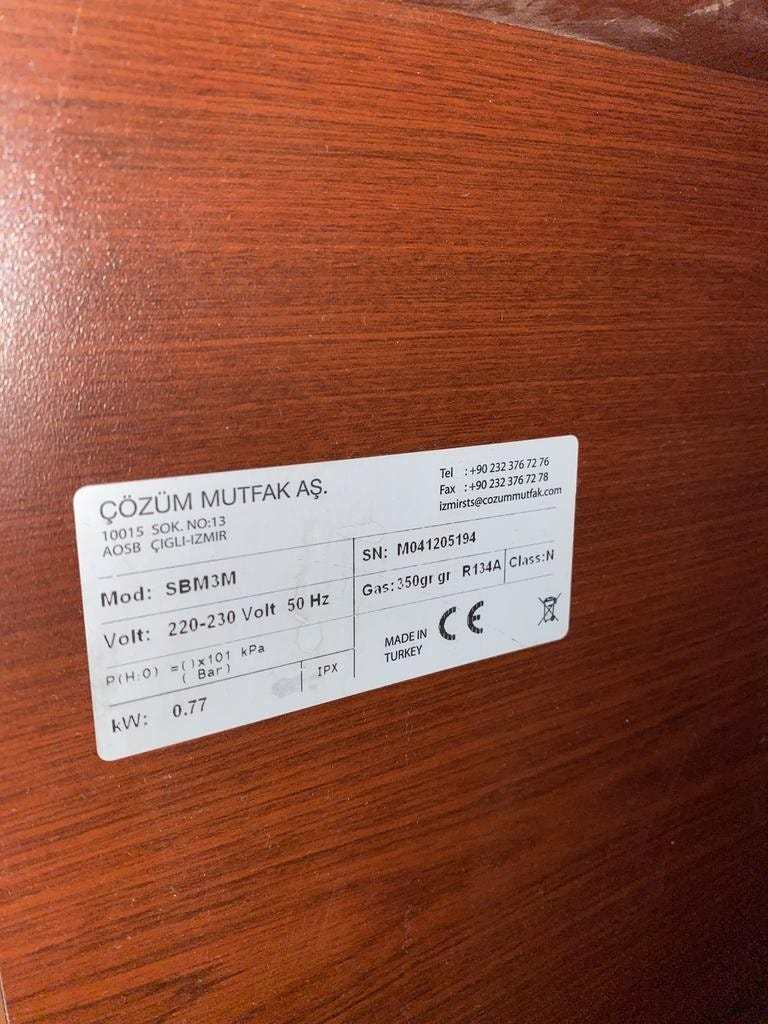 ÇÖZÜM MUTFAK AŞ.
10015 SOK. NO:13
AOSB ÇIGLI-IZMIR
Tel : +90 232 376 72 76
Fax : +90 232 376 72 78
izmirsts@cozummutfak.com
Mod: SBM3M
SN: M041205194
Volt: 220-230 Volt 50 Hz
Gas: 350gr gr R134A Class: N
P(H2O) =( )x101 kPa
( Bar)
IPX
MADE IN
TURKEY
CE
kW: 0.77